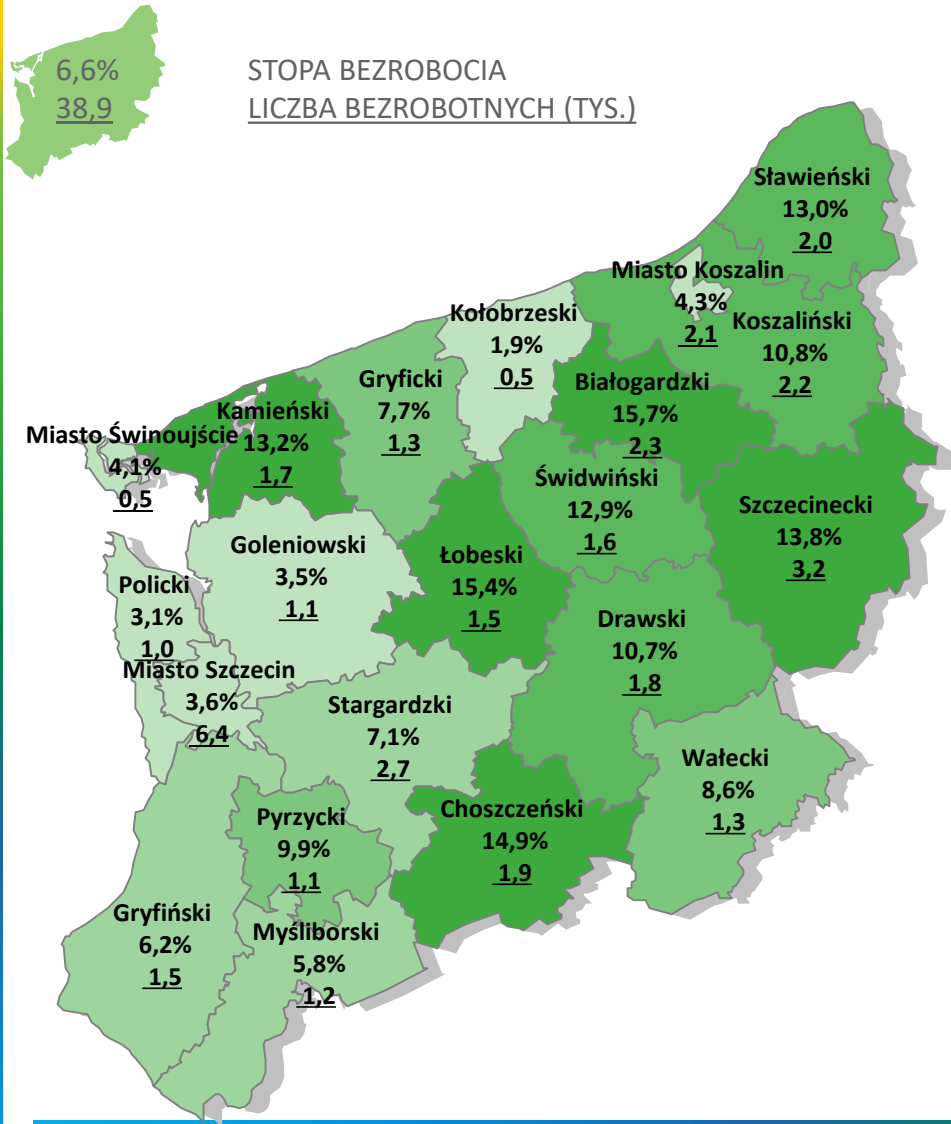 6,6%
38,9
STOPA BEZROBOCIA
LICZBA BEZROBOTNYCH (TYS.)
Sławieński
13,0%
2,0
Miasto Koszalin
4,3%
2,1
Koszaliński
10,8%
2,2
Kołobrzeski
1,9%
0,5
Gryficki
7,7%
1,3
Białogardzki
15,7%
2,3
Kamieński
13,2%
1,7
Miasto Świnoujście
4,1%
0,5
Świdwiński
12,9%
1,6
Szczecinecki
13,8%
3,2
Goleniowski
3,5%
1,1
Łobeski
15,4%
1,5
Policki
3,1%
1,0
Drawski
10,7%
1,8
Miasto Szczecin
3,6%
6,4
Stargardzki
7,1%
2,7
Wałecki
8,6%
1,3
Pyrzycki
9,9%
1,1
Choszczeński
14,9%
1,9
Gryfiński
6,2%
1,5
Myśliborski
5,8%
1,2